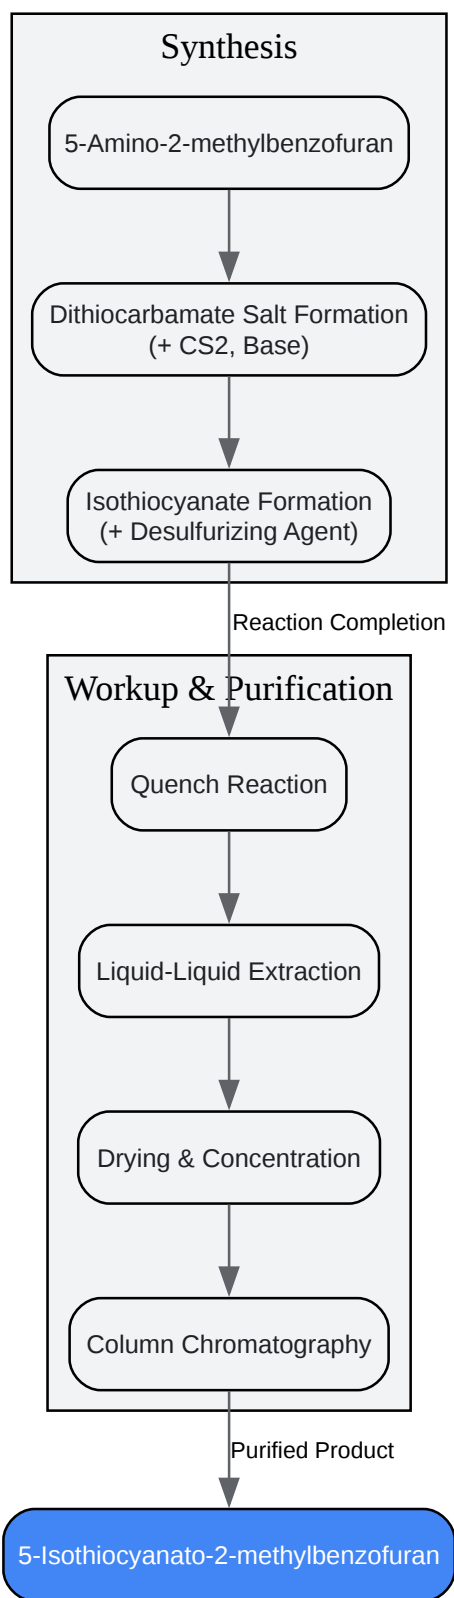 Synthesis
5-Amino-2-methylbenzofuran
Dithiocarbamate Salt Formation
(+ CS2, Base)
Isothiocyanate Formation
(+ Desulfurizing Agent)
Reaction Completion
Workup & Purification
Quench Reaction
Liquid-Liquid Extraction
Drying & Concentration
Column Chromatography
Purified Product
5-Isothiocyanato-2-methylbenzofuran